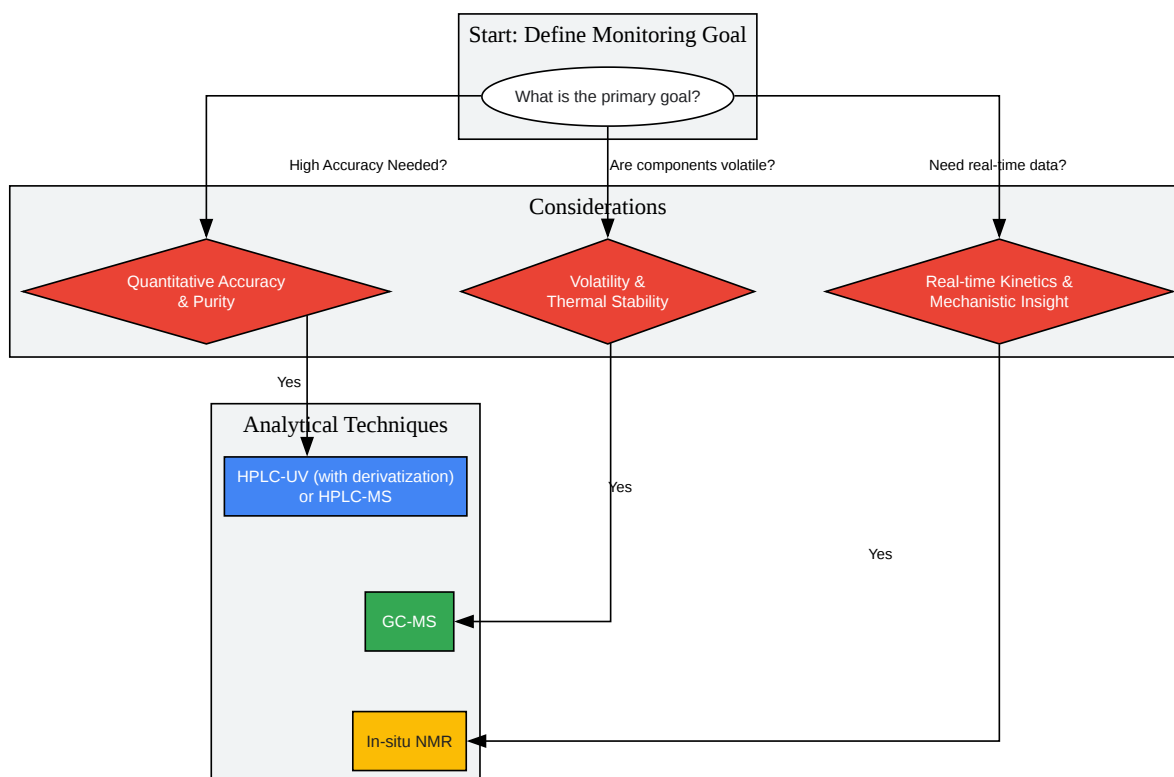 Start: Define Monitoring Goal
What is the primary goal?
High Accuracy Needed?
Are components volatile?
Need real-time data?
Considerations
Quantitative Accuracy
& Purity
Volatility &
Thermal Stability
Real-time Kinetics &
Mechanistic Insight
Yes
Analytical Techniques
HPLC-UV (with derivatization)
or HPLC-MS
Yes
Yes
GC-MS
In-situ NMR